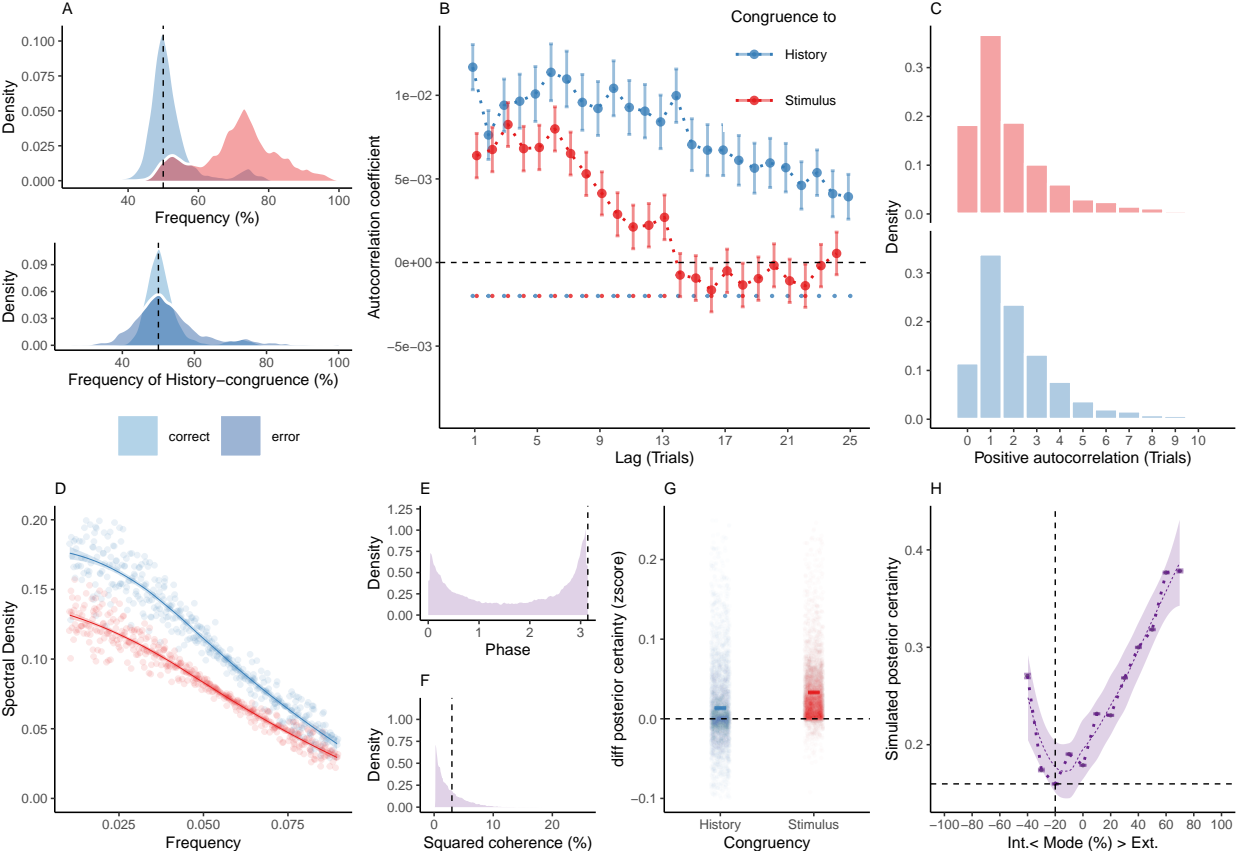 A
0.100
0.075
0.050
0.025
0.000
Density
40 60 80 100
Frequency (%)
0.09
0.06
0.03
0.00
Density
40 60 80 100
Frequency of History−congruence (%)
correct error
B
Congruence to
History
Stimulus
1e−02
5e−03
0e+00
−5e−03
Autocorrelation coefficient
1 5 9 13 17 21 25
Lag (Trials)
C
0.3
0.2
0.1
0.0
Density
0.3
0.2
0.1
0.0
0 1 2 3 4 5 6 7 8 9 10
Positive autocorrelation (Trials)
D
0.20
0.15
0.10
0.05
0.00
Spectral Density
0.025 0.050 0.075
Frequency
E
1.25
1.00
0.75
0.50
0.25
0.00
Density
0 1 2 3
Phase
F
1.00
0.75
0.50
0.25
0.00
Density
0 10 20
Squared coherence (%)
G
0.2
0.1
0.0
−0.1
diff posterior certainty (zscore)
History Stimulus
Congruency
H
0.4
0.3
0.2
Simulated posterior certainty
−100 −80 −60 −40 −20 0 20 40 60 80 100
Int.< Mode (%) > Ext.